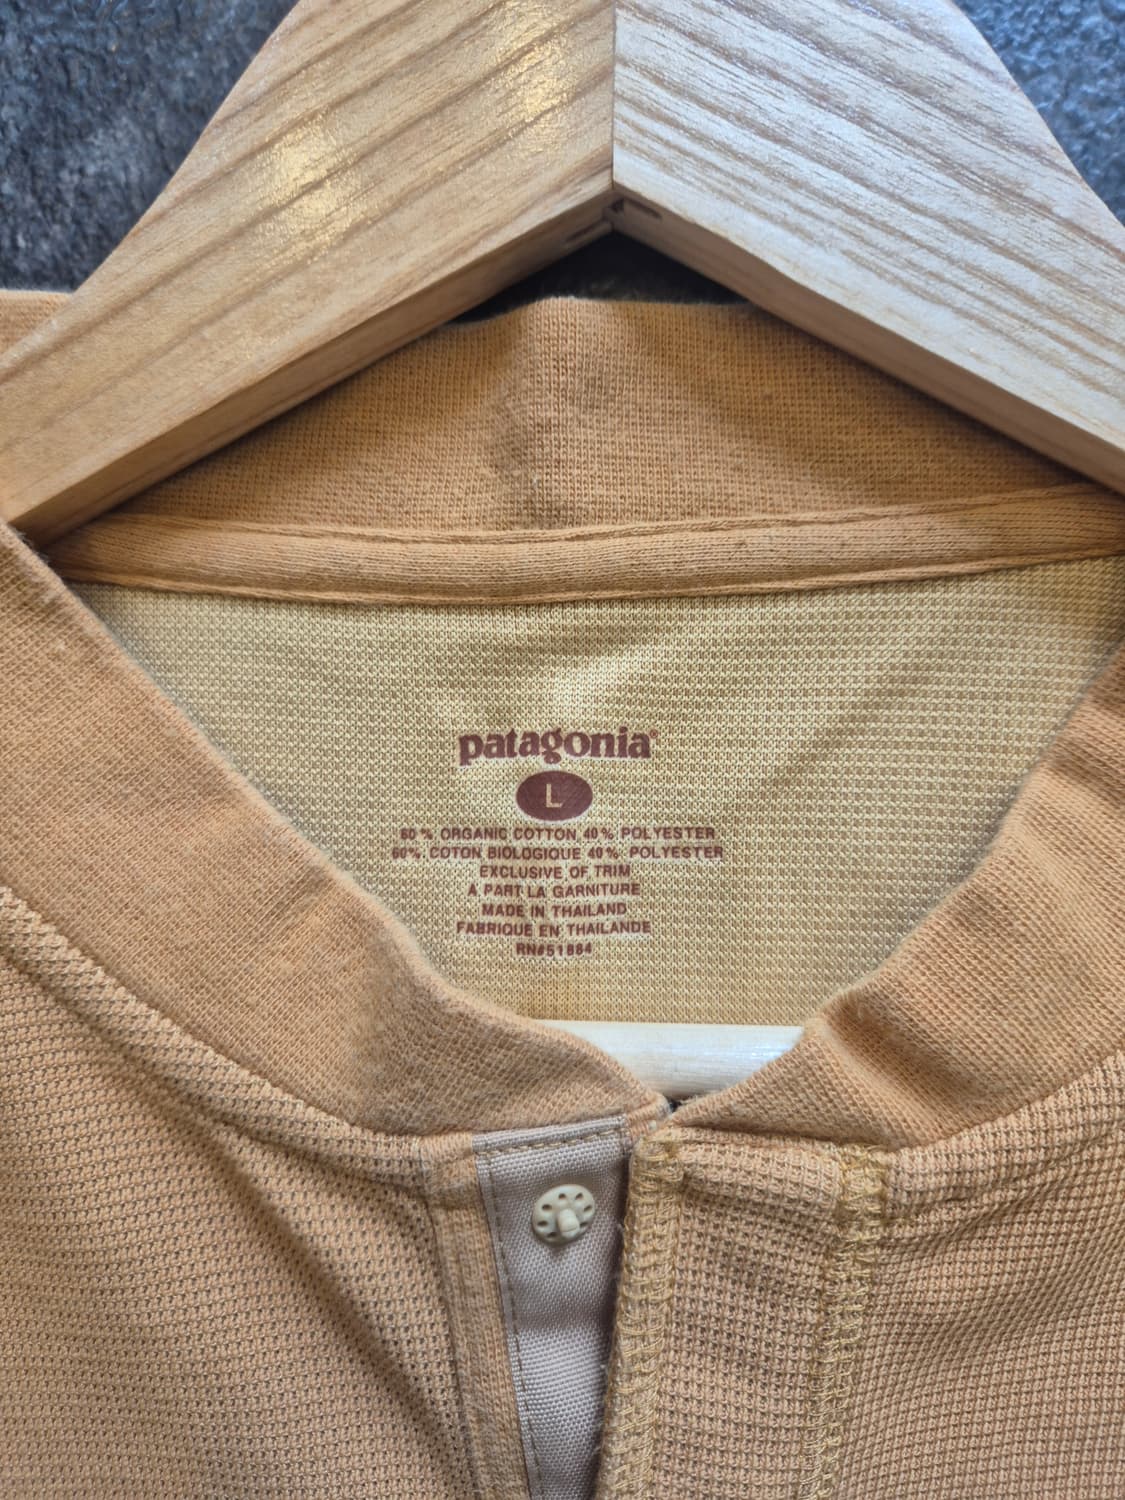 patagonia®
L
60% ORGANIC COTTON 40% POLYESTER
60% COTON BIOLOGIQUE 40% POLYESTER
EXCLUSIVE OF TRIM
A PART LA GARNITURE
MADE IN THAILAND
FABRIQUE EN THAILANDE
RN#51884